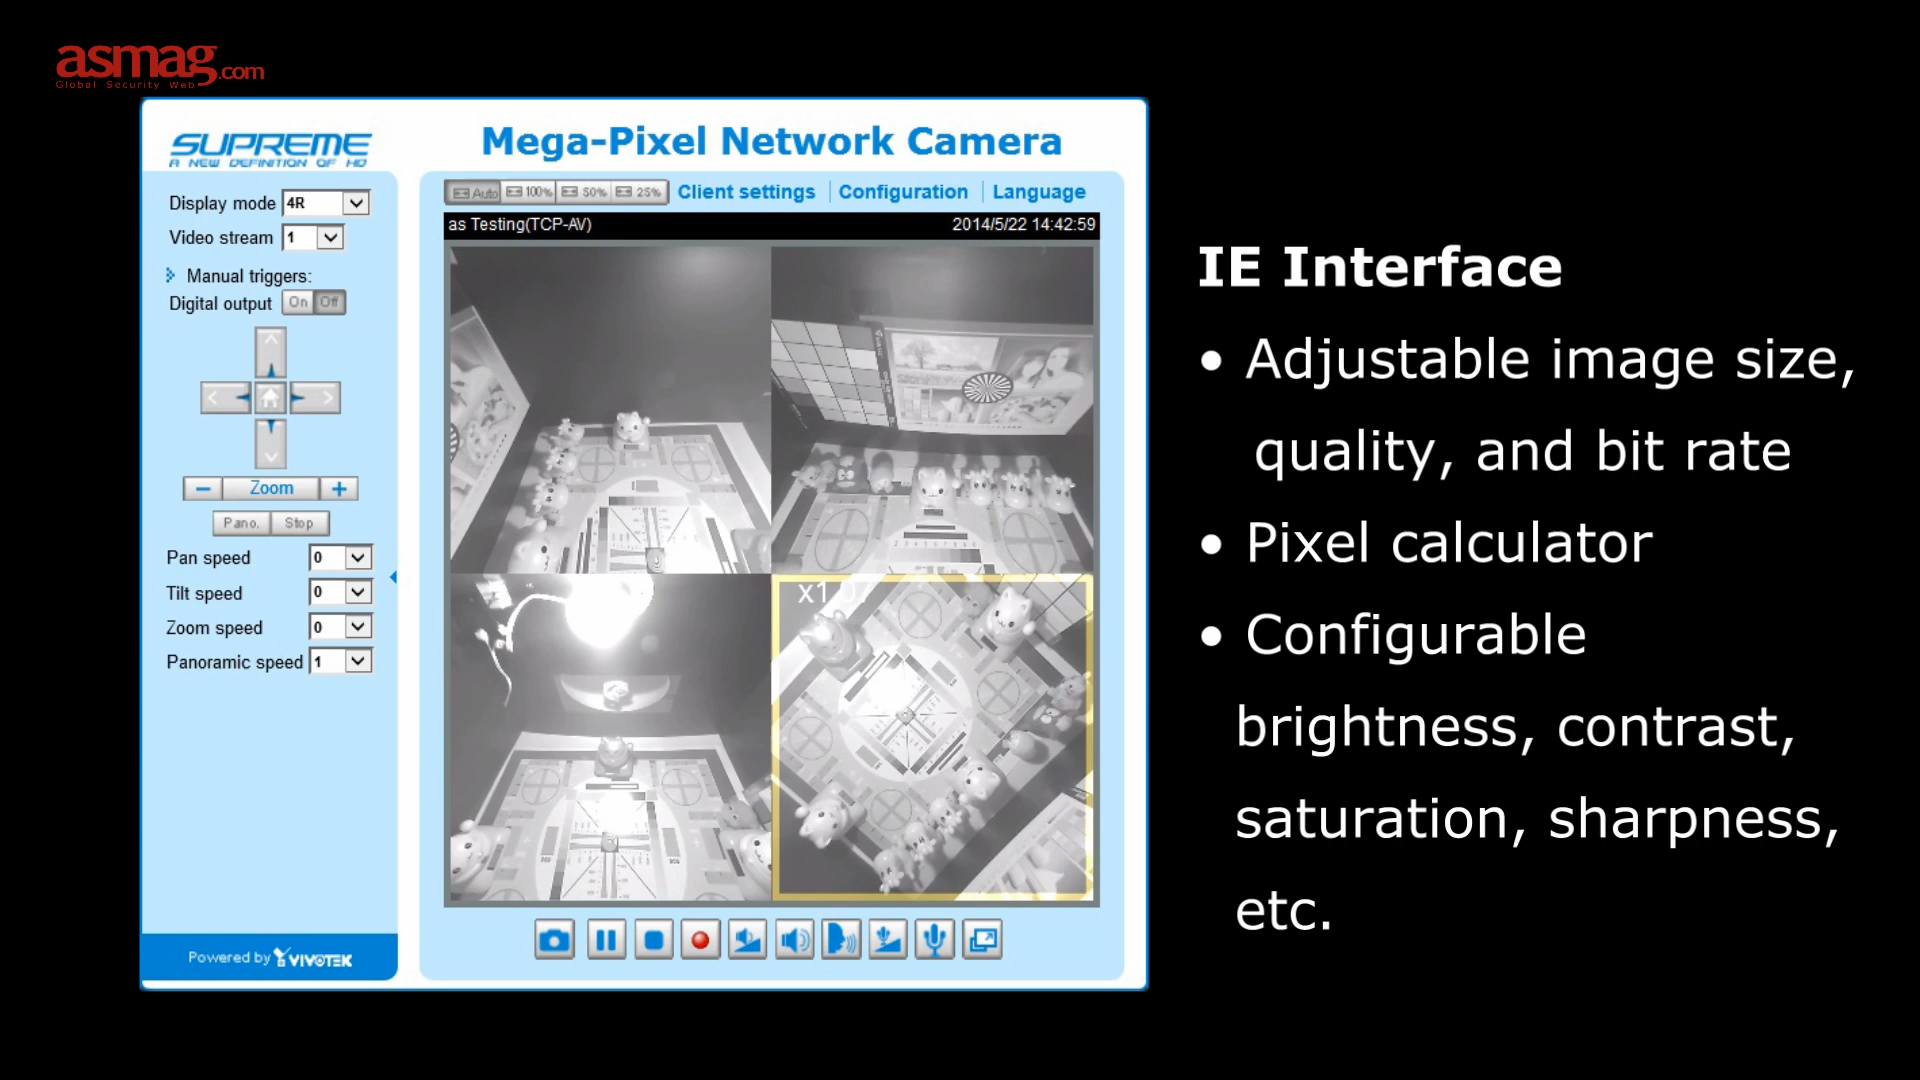 asmag.com
Global Security Web
SUPREME
A NEW DEFINITION OF HD
Mega-Pixel Network Camera
Display mode 4R
Video stream 1
Manual triggers:
Digital output On Off
Zoom
Pano. Stop
Pan speed 0
Tilt speed 0
Zoom speed 0
Panoramic speed 1
Powered by VIVOTEK
Auto 100% 50% 25% Client settings Configuration Language
as Testing(TCP-AV) 2014/5/22 14:42:59
IE Interface
• Adjustable image size,
quality, and bit rate
• Pixel calculator
• Configurable
brightness, contrast,
saturation, sharpness,
etc.